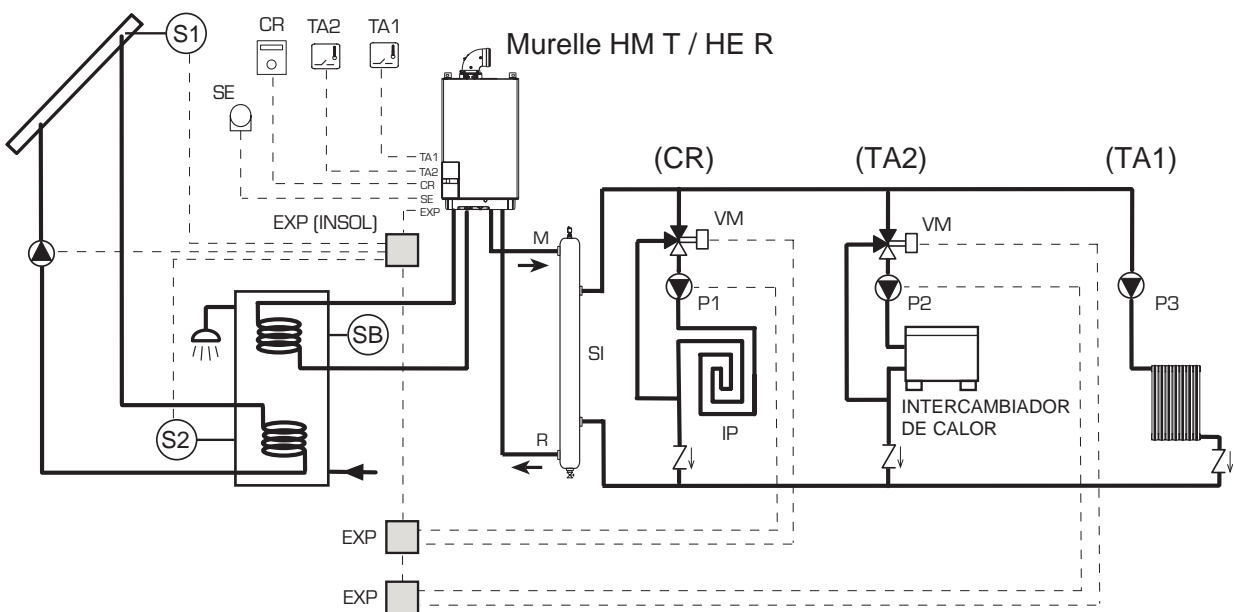 S1
CR
TA2
TA1
Murelle HM T / HE R
SE
TA1
TA2
CR
SE
EXP
(CR)
(TA2)
(TA1)
EXP (INSOL)
M
VM
VM
P1
P2
P3
SB
SI
S2
R
IP
INTERCAMBIADOR
DE CALOR
EXP
EXP